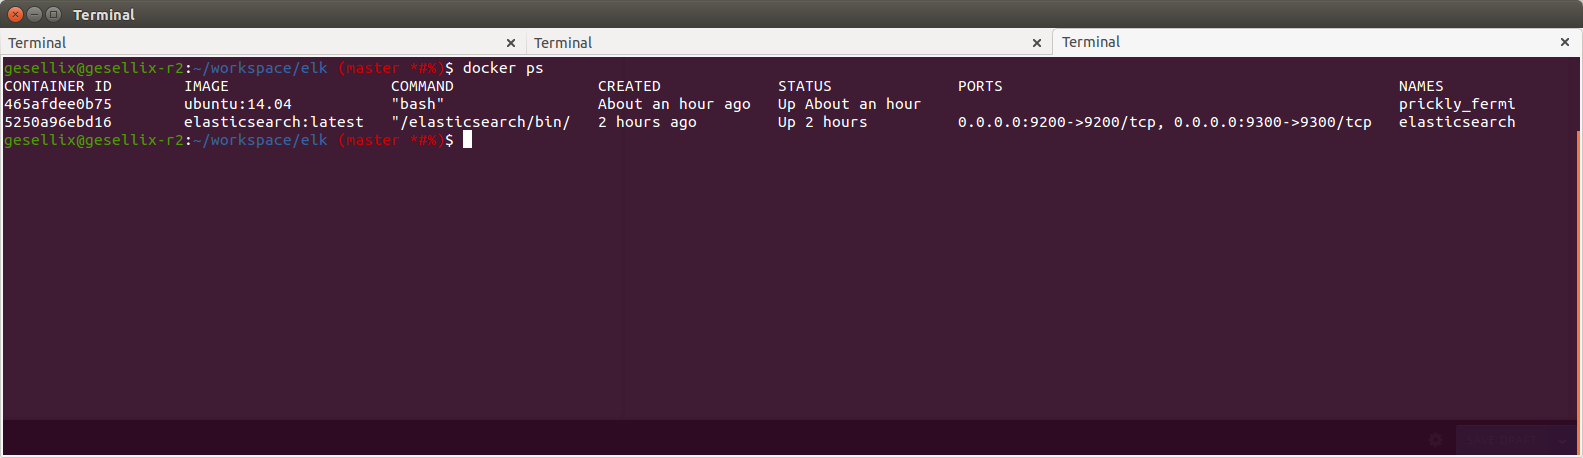 Terminal
Terminal Terminal Terminal
gesellix@gesellix-r2:~/workspace/elk (master *#%)$ docker ps
CONTAINER ID IMAGE COMMAND CREATED STATUS PORTS NAMES
465afdee0b75 ubuntu:14.04 "bash" About an hour ago Up About an hour prickly_fermi
5250a96ebd16 elasticsearch:latest "/elasticsearch/bin/ 2 hours ago Up 2 hours 0.0.0.0:9200->9200/tcp, 0.0.0.0:9300->9300/tcp elasticsearch
gesellix@gesellix-r2:~/workspace/elk (master *#%)$